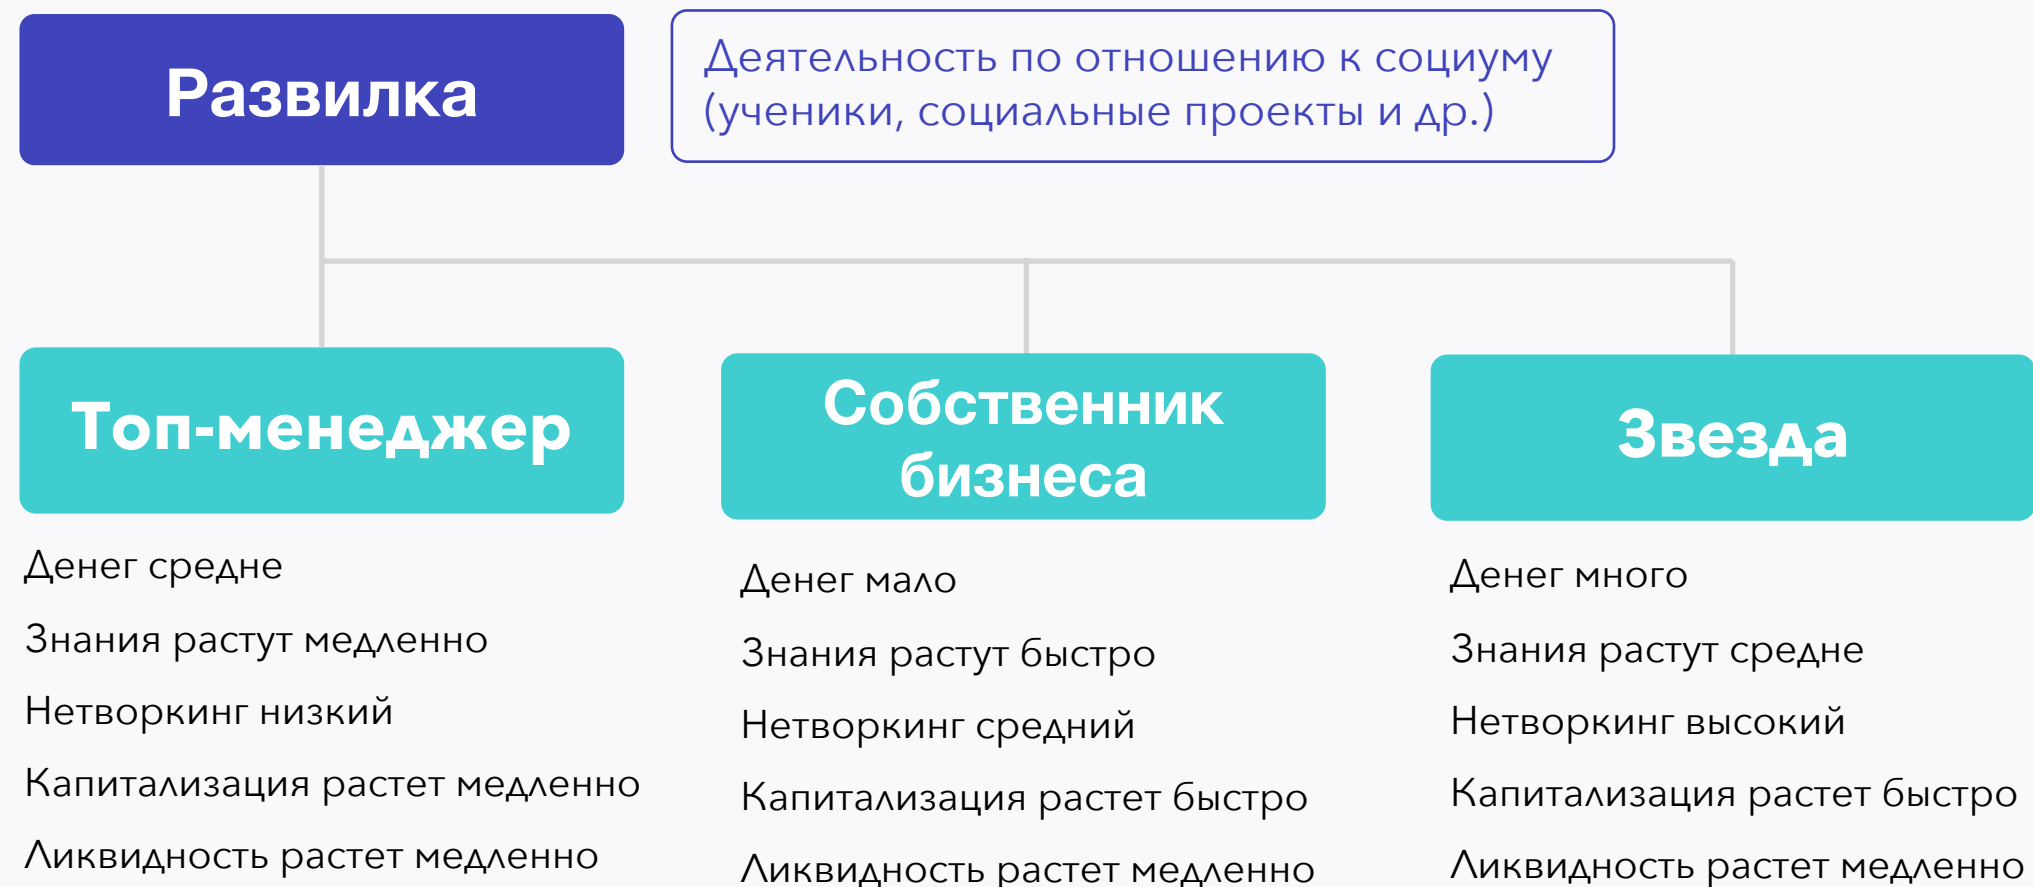 Развилка
Деятельность по отношению к социуму
(ученики, социальные проекты и др.)
Топ-менеджер
Денег средне
Знания растут медленно
Нетворкинг низкий
Капитализация растет медленно
Ликвидность растет медленно
Собственник
бизнеса
Денег мало
Знания растут быстро
Нетворкинг средний
Капитализация растет быстро
Ликвидность растет медленно
Звезда
Денег много
Знания растут средне
Нетворкинг высокий
Капитализация растет быстро
Ликвидность растет медленно